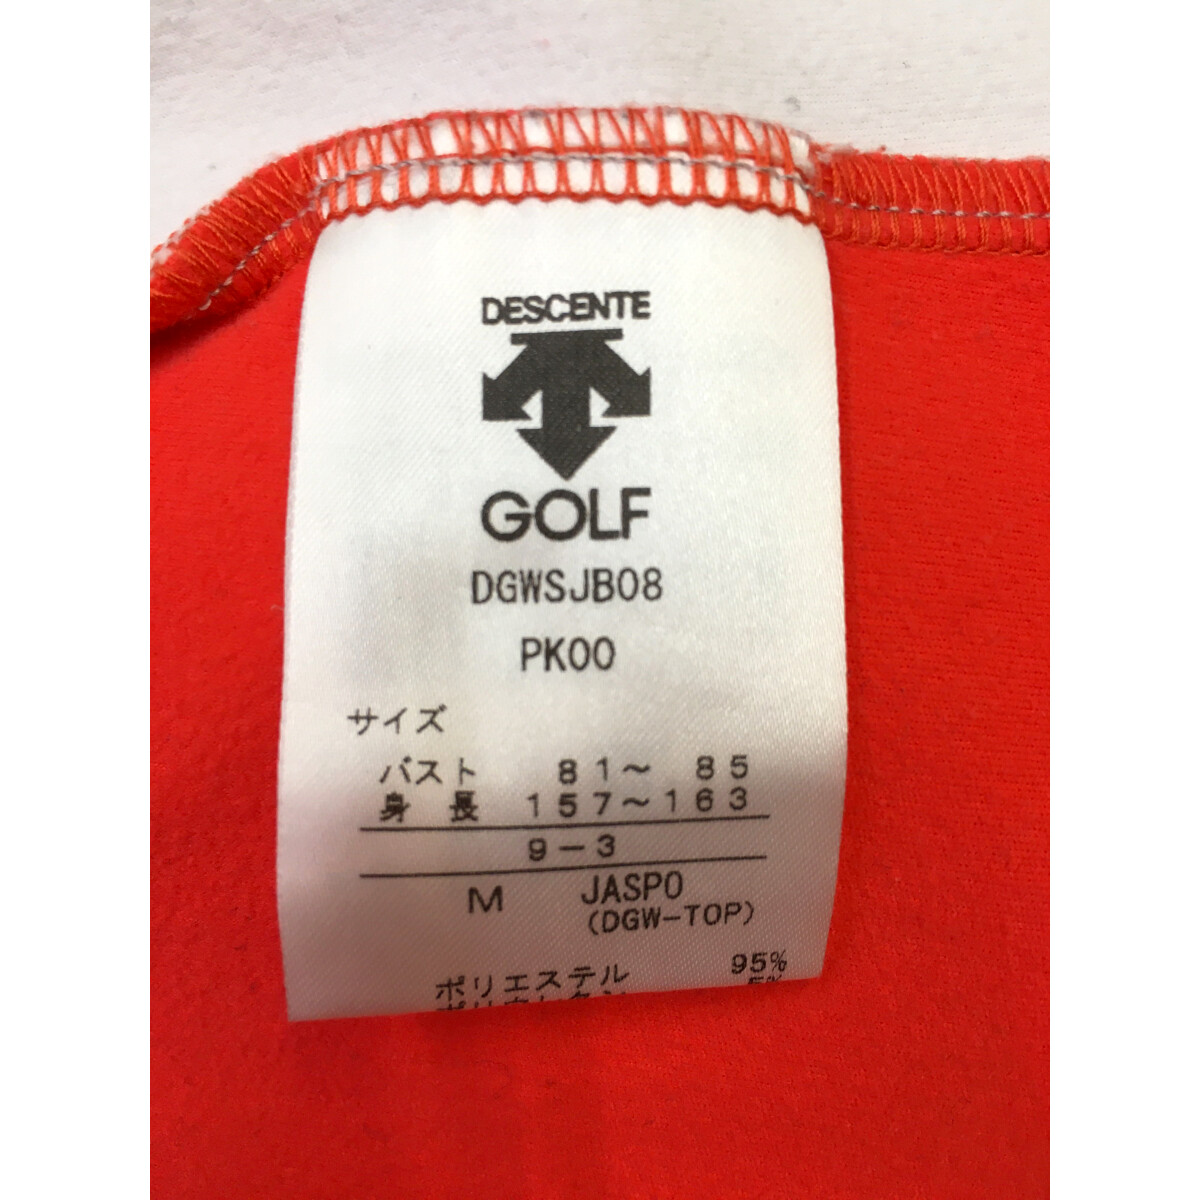 DESCENTE
GOLF
DGWSJB08
PK00
サイズ
バスト 81～ 85
身長 157～163
9-3
M JASPO
(DGW-TOP)
ポリエステル 95%